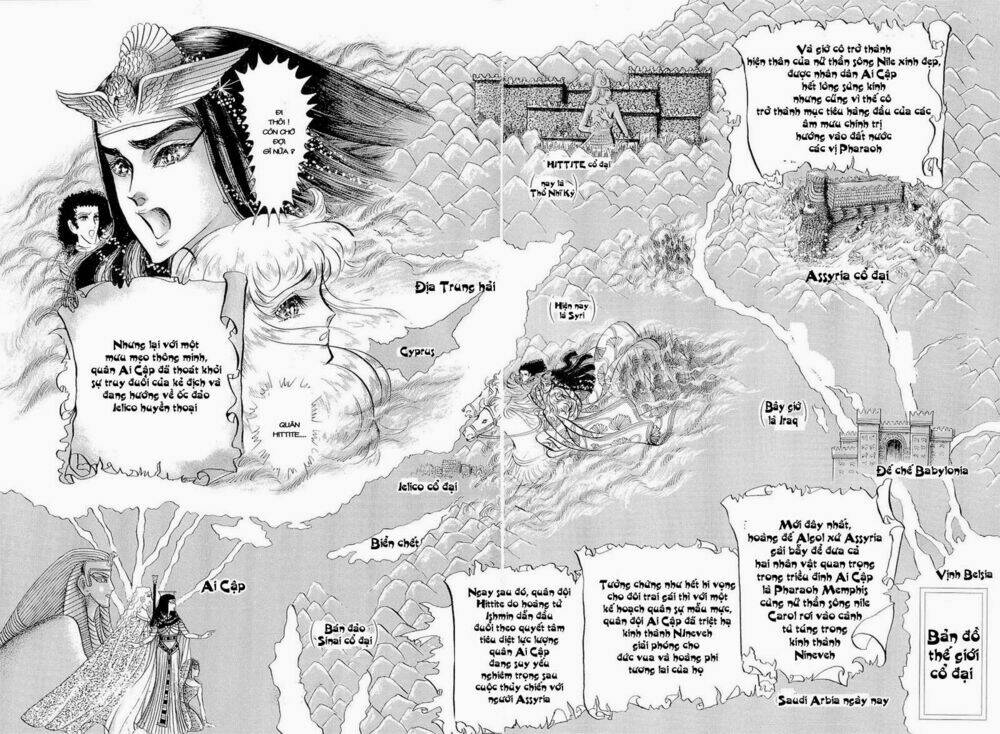 Và giờ cô trở thành
hiện thân của nữ thần sông Nile xinh đẹp,
được nhân dân Ai Cập
hết lòng sùng kính
nhưng cũng vì thế cô
trở thành mục tiêu hàng đầu của các
âm mưu chính trị
hướng vào đất nước
các vị Pharaoh
ĐI
THÔI !
CÒN CHỜ
ĐỢI
GÌ NỮA ?
HITTITE cổ đại
nay là
Thổ Nhĩ Kỳ
Assyria cổ đại
Địa Trung hải
Hiện nay
là Syri
Cyprus
Nhưng lại với một
mưu mẹo thông minh,
quân Ai Cập đã thoát khỏi
sự truy đuổi của kẻ địch và
đang hướng về ốc đảo
Jelico huyền thoại
QUÂN
HITTITE....
Bây giờ
là Iraq
Đế chế Babylonia
Jelico cổ đại
Biển chết
Ai Cập
Bán đảo
Sinai cổ đại
Mới đây nhất,
hoàng đế Algol xứ Assyria
gài bẫy để đưa cả
hai nhân vật quan trọng
trong triều đình Ai Cập
là Pharaoh Memphis
cùng nữ thần sông nile
Carol rơi vào cảnh
tù túng trong
kinh thành
Nineveh
Tưởng chừng như hết hi vọng
cho đôi trai gái thì với một
kế hoạch quân sự mẫu mực,
quân đội Ai Cập đã triệt hạ
kinh thành Nineveh
giải phóng cho
đức vua và hoàng phi
tương lai của họ
Ngay sau đó, quân đội
Hittite do hoàng tử
Ishmin dẫn đầu
đuổi theo quyết tâm
tiêu diệt lực lượng
quân Ai Cập
đang suy yếu
nghiêm trọng sau
cuộc thủy chiến với
người Assyria
Vịnh Belsia
Bản đồ
thế giới
cổ đại
Saudi Arbia ngày nay